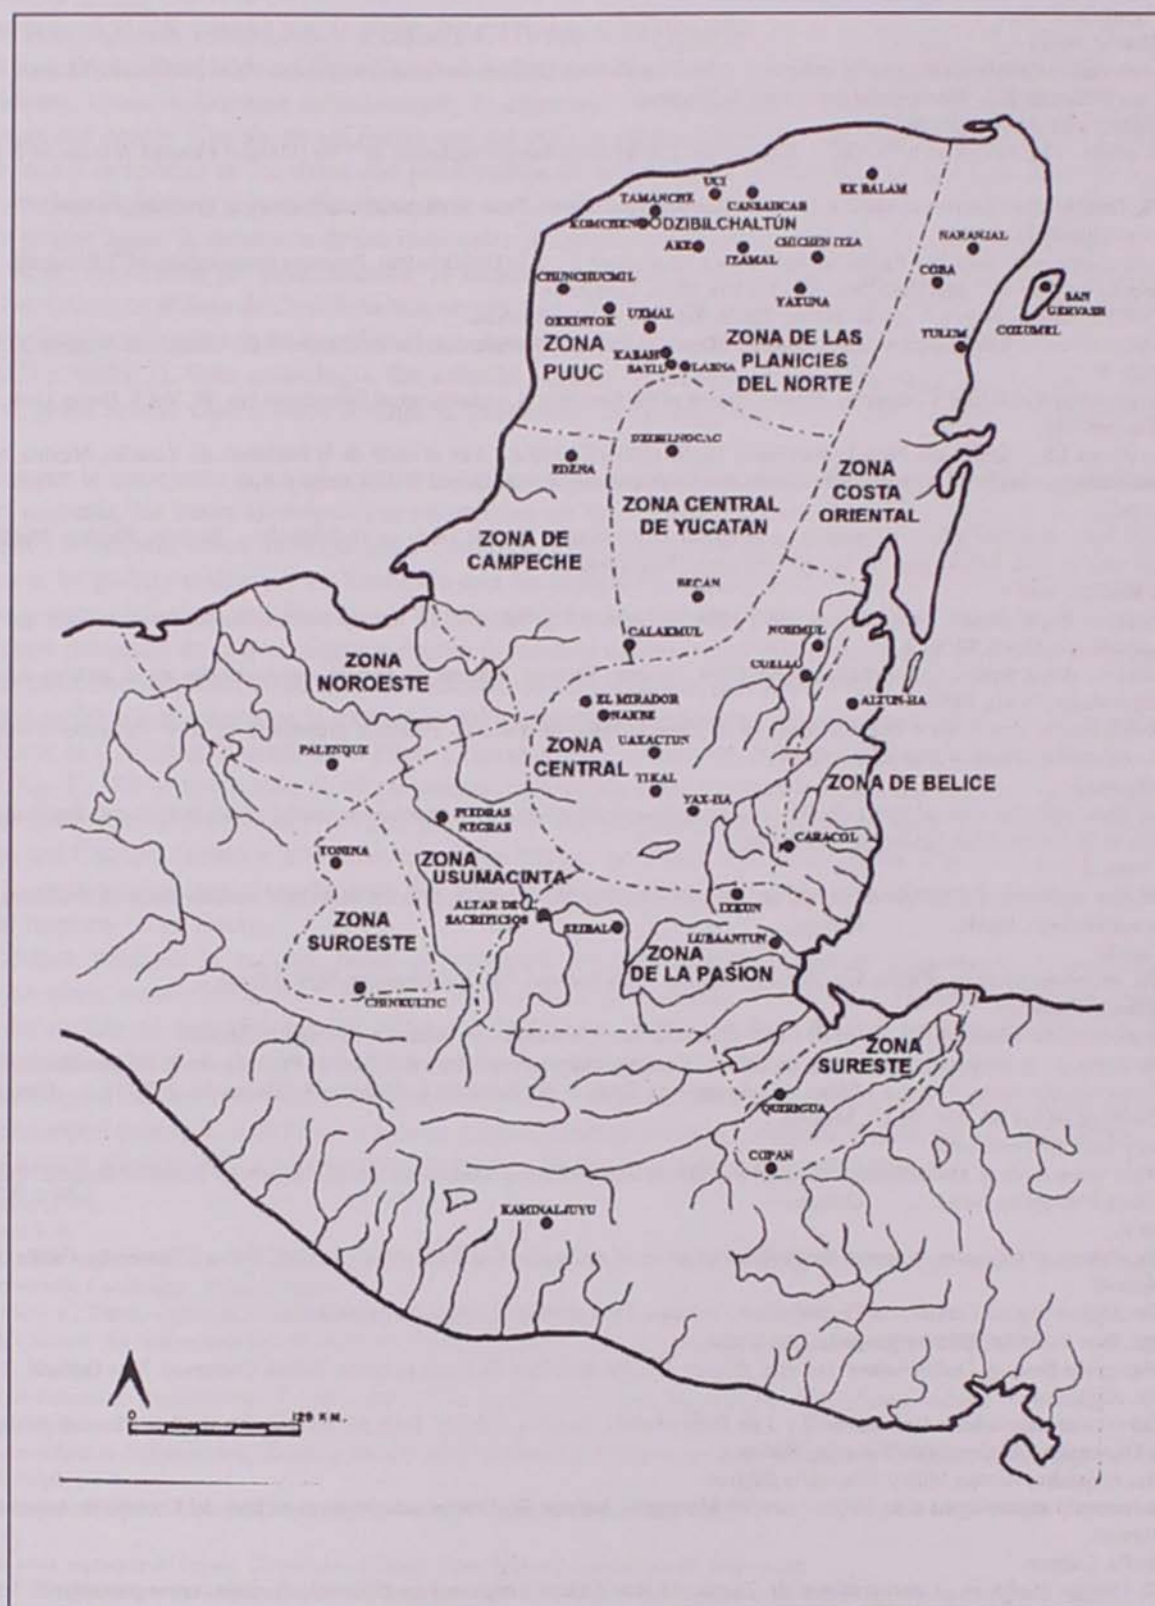 UCI
EK BALAM
TAMANCHE
CANSAHCAB
KOMCHEN
DZIBILCHALTÚN
AKE
CHICHEN ITZA
NARANJAL
IZAMAL
COBA
CHUNCHUCMIL
YAXUNA
SAN
GERVASIO
OXKINTOK
UXMAL
COZUMEL
TULUM
ZONA
PUUC
KABAH
SAYIL
LABNA
ZONA DE LAS
PLANICIES
DEL NORTE
DZIBILNOCAC
EDZNA
ZONA
COSTA
ORIENTAL
ZONA CENTRAL
DE YUCATAN
ZONA DE
CAMPECHE
BECAN
CALAKMUL
NOHMUL
CUELLO
ZONA
NOROESTE
EL MIRADOR
NAKBE
ALTUN-HA
PALENQUE
ZONA
CENTRAL
UAXACTUN
TIKAL
ZONA DE BELICE
YAX-HA
PIEDRAS
NEGRAS
CARACOL
TONINA
ZONA
USUMACINTA
ALTAR DE
SACRIFICIOS
IXKUN
ZONA
SUROESTE
SEIBAL
LUBAANTUN
ZONA
DE LA PASION
CHINKULTIC
ZONA
SURESTE
QUIRIGUA
COPAN
KAMINALJUYU
0
120 KM.